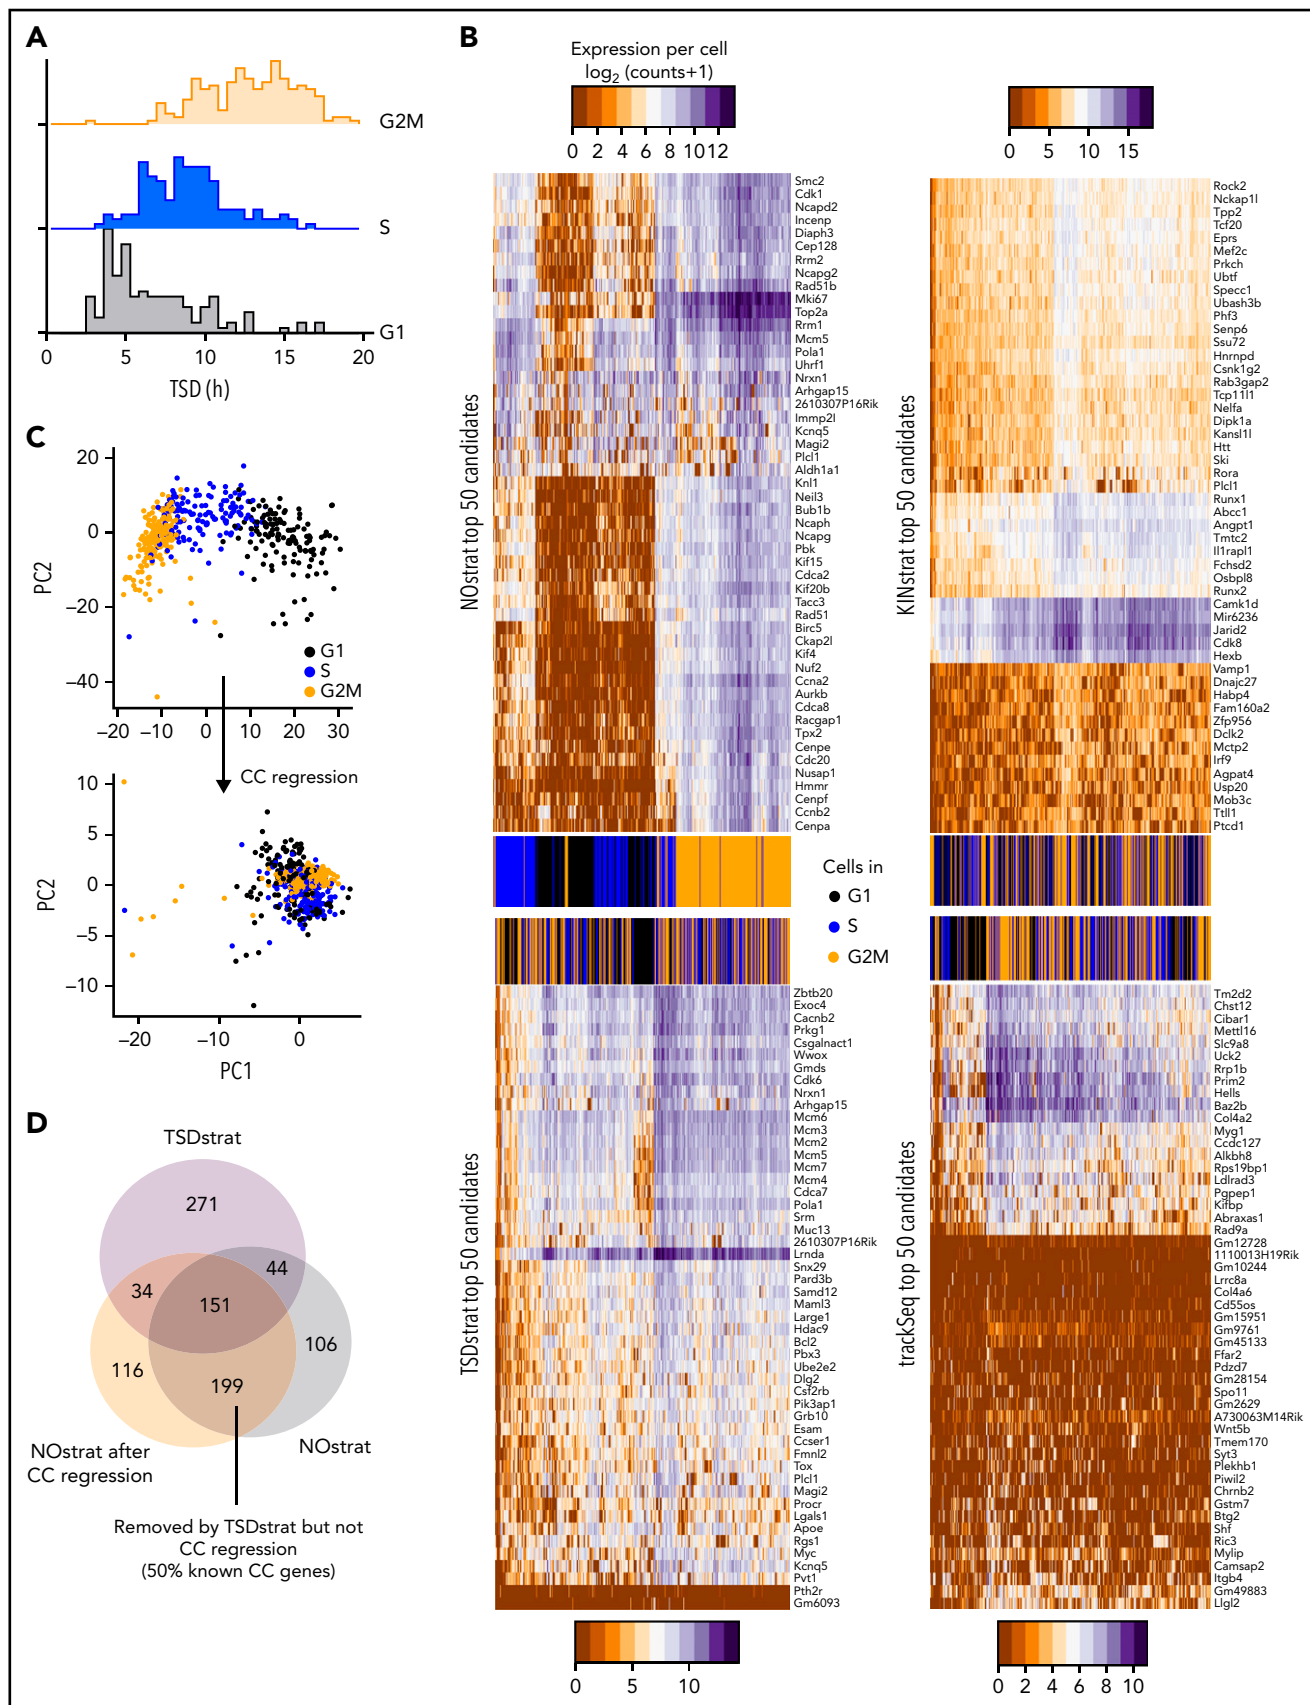 A
G2M
S
G1
0
5
10
15
20
TSD (h)
B
Expression per cell
log2 (counts+1)
0 2 4 6 8 10 12
0 5 10 15
NOstrat top 50 candidates
Smc2
Cdk1
Ncapd2
Incenp
Diaph3
Cep128
Rrm2
Ncapg2
Rad51b
Mki67
Top2a
Rrm1
Mcm5
Pola1
Uhrf1
Nrxn1
Arhgap15
2610307P16Rik
Immp2l
Kcnq5
Magi2
Plcl1
Aldh1a1
Knl1
Neil3
Bub1b
Ncaph
Ncapg
Pbk
Kif15
Cdca2
Kif20b
Tacc3
Rad51
Birc5
Ckap2l
Kif4
Nuf2
Ccna2
Aurkb
Cdca8
Racgap1
Tpx2
Cenpe
Cdc20
Nusap1
Hmmr
Cenpf
Ccnb2
Cenpa
KINstrat top 50 candidates
Rock2
Nckap1l
Tpp2
Tcf20
Eprs
Mef2c
Prkch
Ubtf
Specc1
Ubash3b
Phf3
Senp6
Ssu72
Hnrnpd
Csnk1g2
Rab3gap2
Tcp11l1
Nelfa
Dipk1a
Kansl1l
Htt
Ski
Rora
Plcl1
Runx1
Abcc1
Angpt1
Tmtc2
Il1rapl1
Fchsd2
Osbpl8
Runx2
Camk1d
Mir6236
Jarid2
Cdk8
Hexb
Vamp1
Dnajc27
Habp4
Fam160a2
Zfp956
Dclk2
Mctp2
Irf9
Agpat4
Usp20
Mob3c
Ttll1
Ptcd1
Cells in
G1
S
G2M
TSDstrat top 50 candidates
Zbtb20
Exoc4
Cacnb2
Prkg1
Csgalnact1
Wwox
Gmds
Cdk6
Nrxn1
Arhgap15
Mcm6
Mcm3
Mcm2
Mcm5
Mcm7
Mcm4
Cdca7
Pola1
Srm
Muc13
2610307P16Rik
Lrnda
Snx29
Pard3b
Samd12
Maml3
Large1
Hdac9
Bcl2
Pbx3
Ube2e2
Dlg2
Csf2rb
Pik3ap1
Grb10
Esam
Ccser1
Fmnl2
Tox
Plcl1
Magi2
Procr
Lgals1
Apoe
Rgs1
Myc
Kcnq5
Pvt1
Pth2r
Gm6093
0 5 10
trackSeq top 50 candidates
Tm2d2
Chst12
Cibar1
Mettl16
Slc9a8
Uck2
Rrp1b
Prim2
Hells
Baz2b
Col4a2
Myg1
Ccdc127
Alkbh8
Rps19bp1
Ldlrad3
Pgpep1
Kifbp
Abraxas1
Rad9a
Gm12728
1110013H19Rik
Gm10244
Lrrc8a
Col4a6
Cd55os
Gm15951
Gm9761
Gm45133
Ffar2
Pdzd7
Gm28154
Spo11
Gm2629
A730063M14Rik
Wnt5b
Tmem170
Syt3
Plekhb1
Piwil2
Chrnb2
Gstm7
Btg2
Shf
Ric3
Mylip
Camsap2
Itgb4
Gm49883
Llgl2
0 2 4 6 8 10
C
PC2
20
0
−20
−40
−20 −10 0 10 20 30
G1
S
G2M
CC regression
PC2
10
5
0
−5
−10
−20 −10 0
PC1
D
TSDstrat
271
34
44
151
116
199
106
NOstrat after
CC regression
NOstrat
Removed by TSDstrat but not
CC regression
(50% known CC genes)